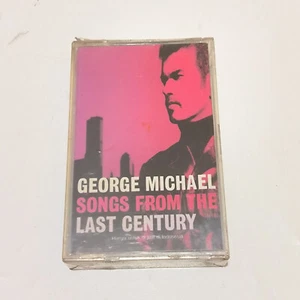 GEORGE MICHAEL
SONGS FROM THE
LAST CENTURY